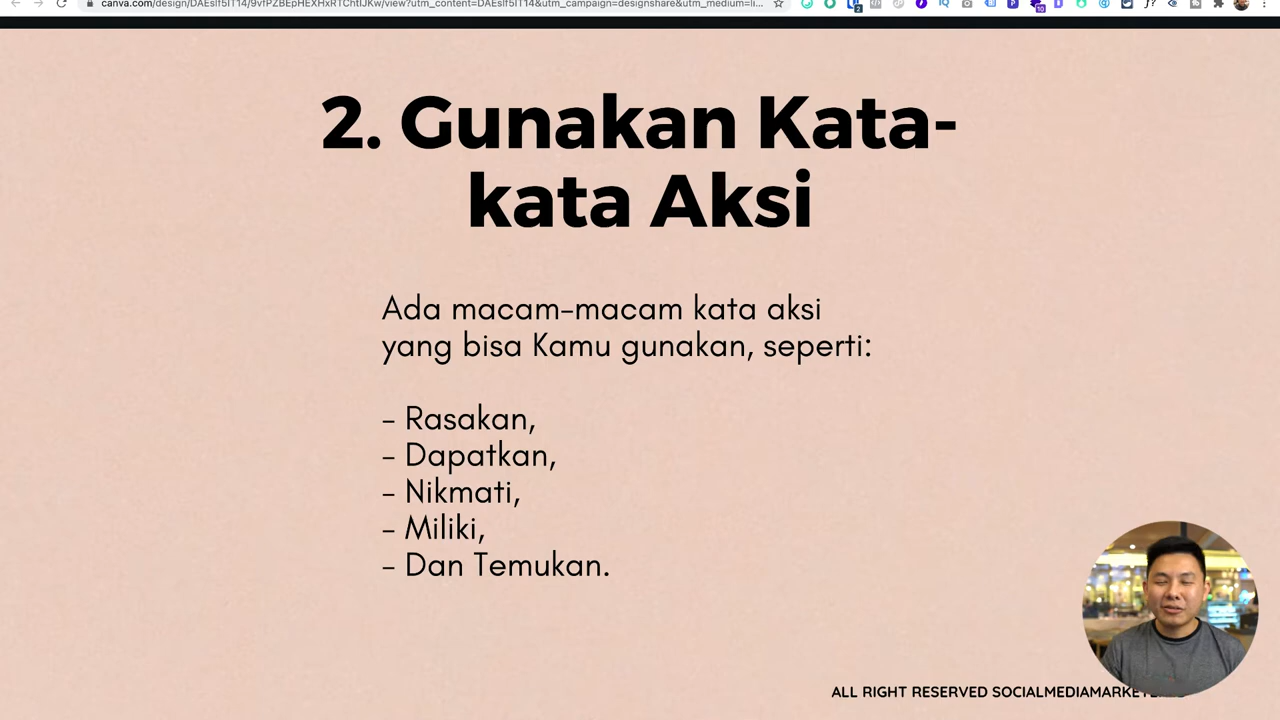 2. Gunakan Kata-
kata Aksi
Ada macam-macam kata aksi
yang bisa Kamu gunakan, seperti:
- Rasakan,
- Dapatkan,
- Nikmati,
- Miliki,
- Dan Temukan.
ALL RIGHT RESERVED